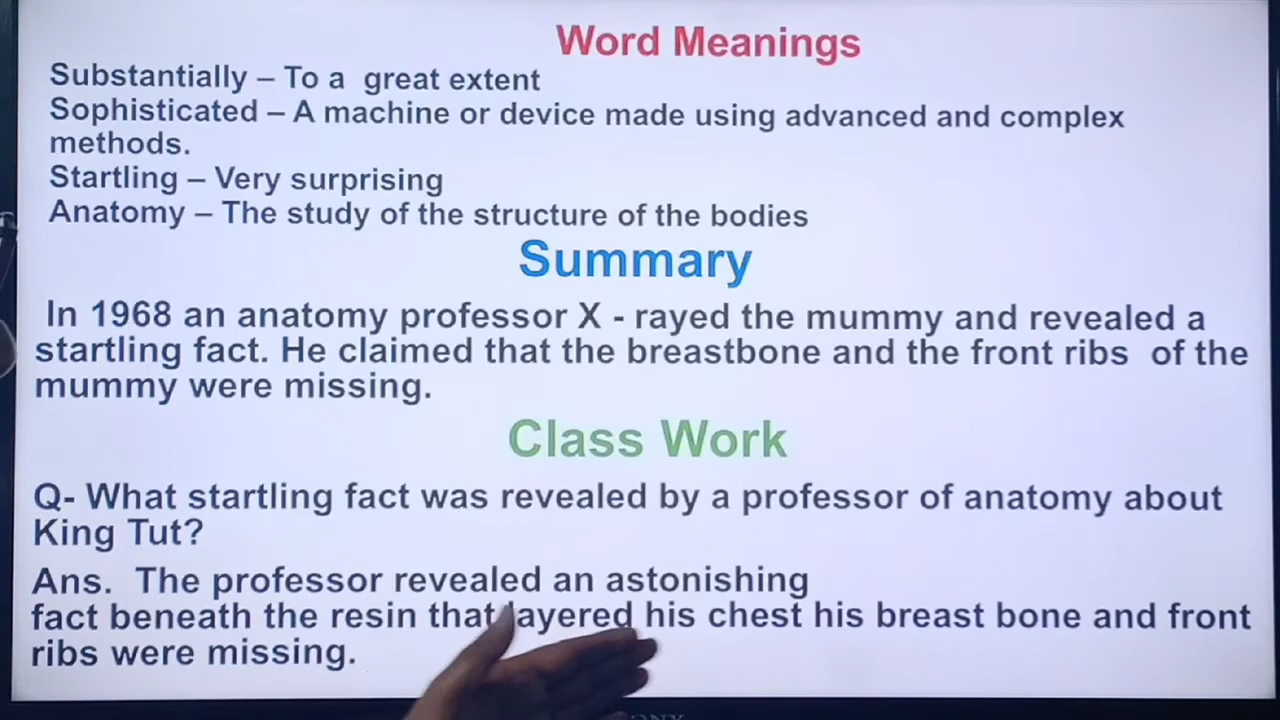 Word Meanings
Substantially – To a great extent
Sophisticated – A machine or device made using advanced and complex
methods.
Startling – Very surprising
Anatomy – The study of the structure of the bodies
Summary
In 1968 an anatomy professor X - rayed the mummy and revealed a
startling fact. He claimed that the breastbone and the front ribs of the
mummy were missing.
Class Work
Q- What startling fact was revealed by a professor of anatomy about
King Tut?
Ans. The professor revealed an astonishing
fact beneath the resin that layered his chest his breast bone and front
ribs were missing.